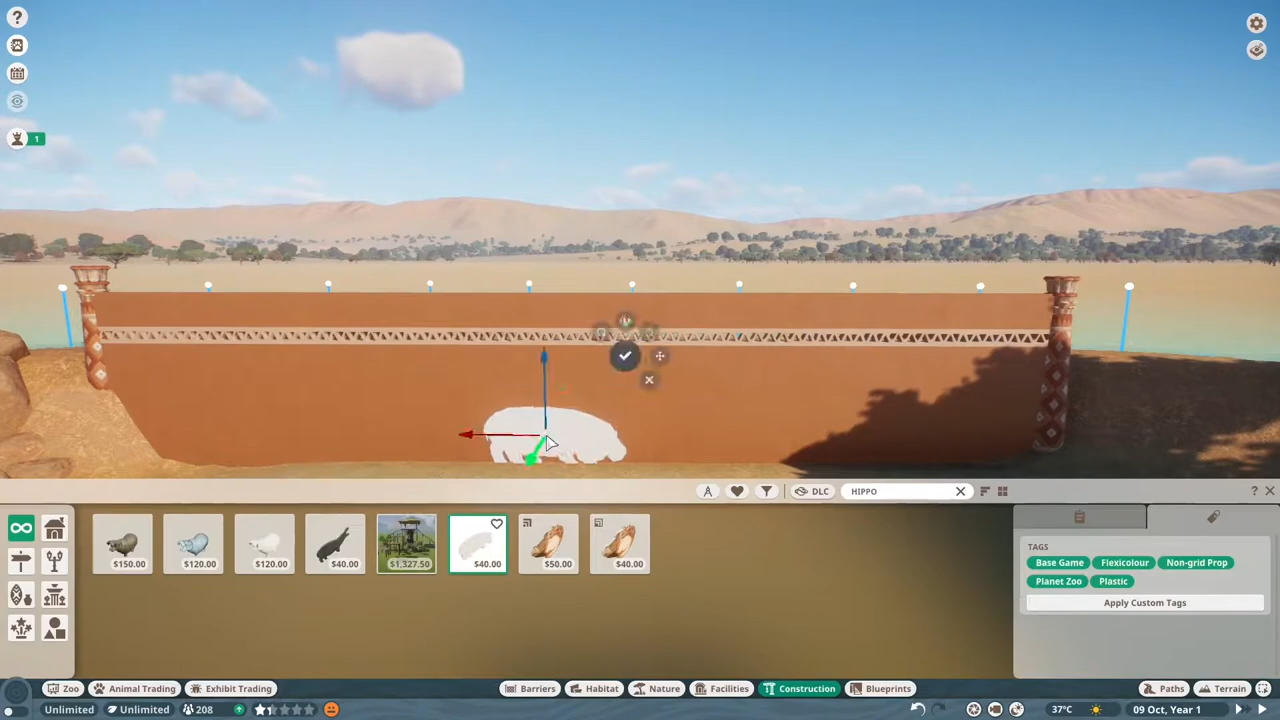 ?
1
DLC
HIPPO
?
$150.00
$120.00
$120.00
$40.00
$1,327.50
$40.00
$50.00
$40.00
TAGS
Base Game
Flexicolour
Non-grid Prop
Planet Zoo
Plastic
Apply Custom Tags
Zoo
Animal Trading
Exhibit Trading
Barriers
Habitat
Nature
Facilities
Construction
Blueprints
Paths
Terrain
Unlimited
Unlimited
208
37°C
09 Oct, Year 1